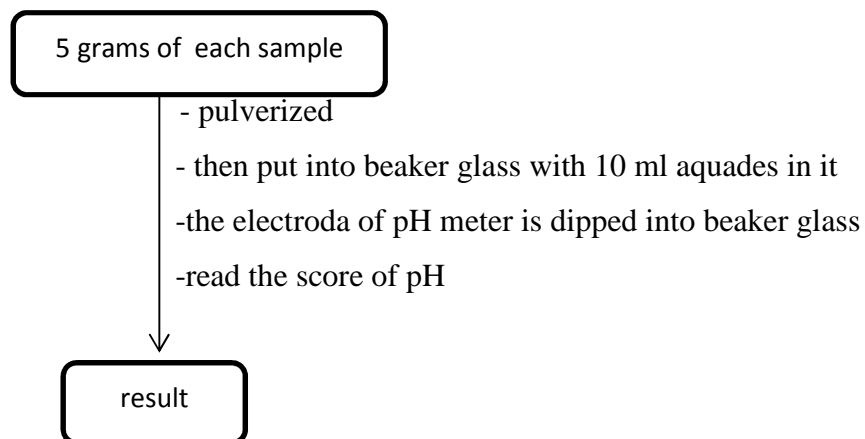 5 grams of each sample
- pulverized
- then put into beaker glass with 10 ml aquades in it
-the electroda of pH meter is dipped into beaker glass
-read the score of pH
result